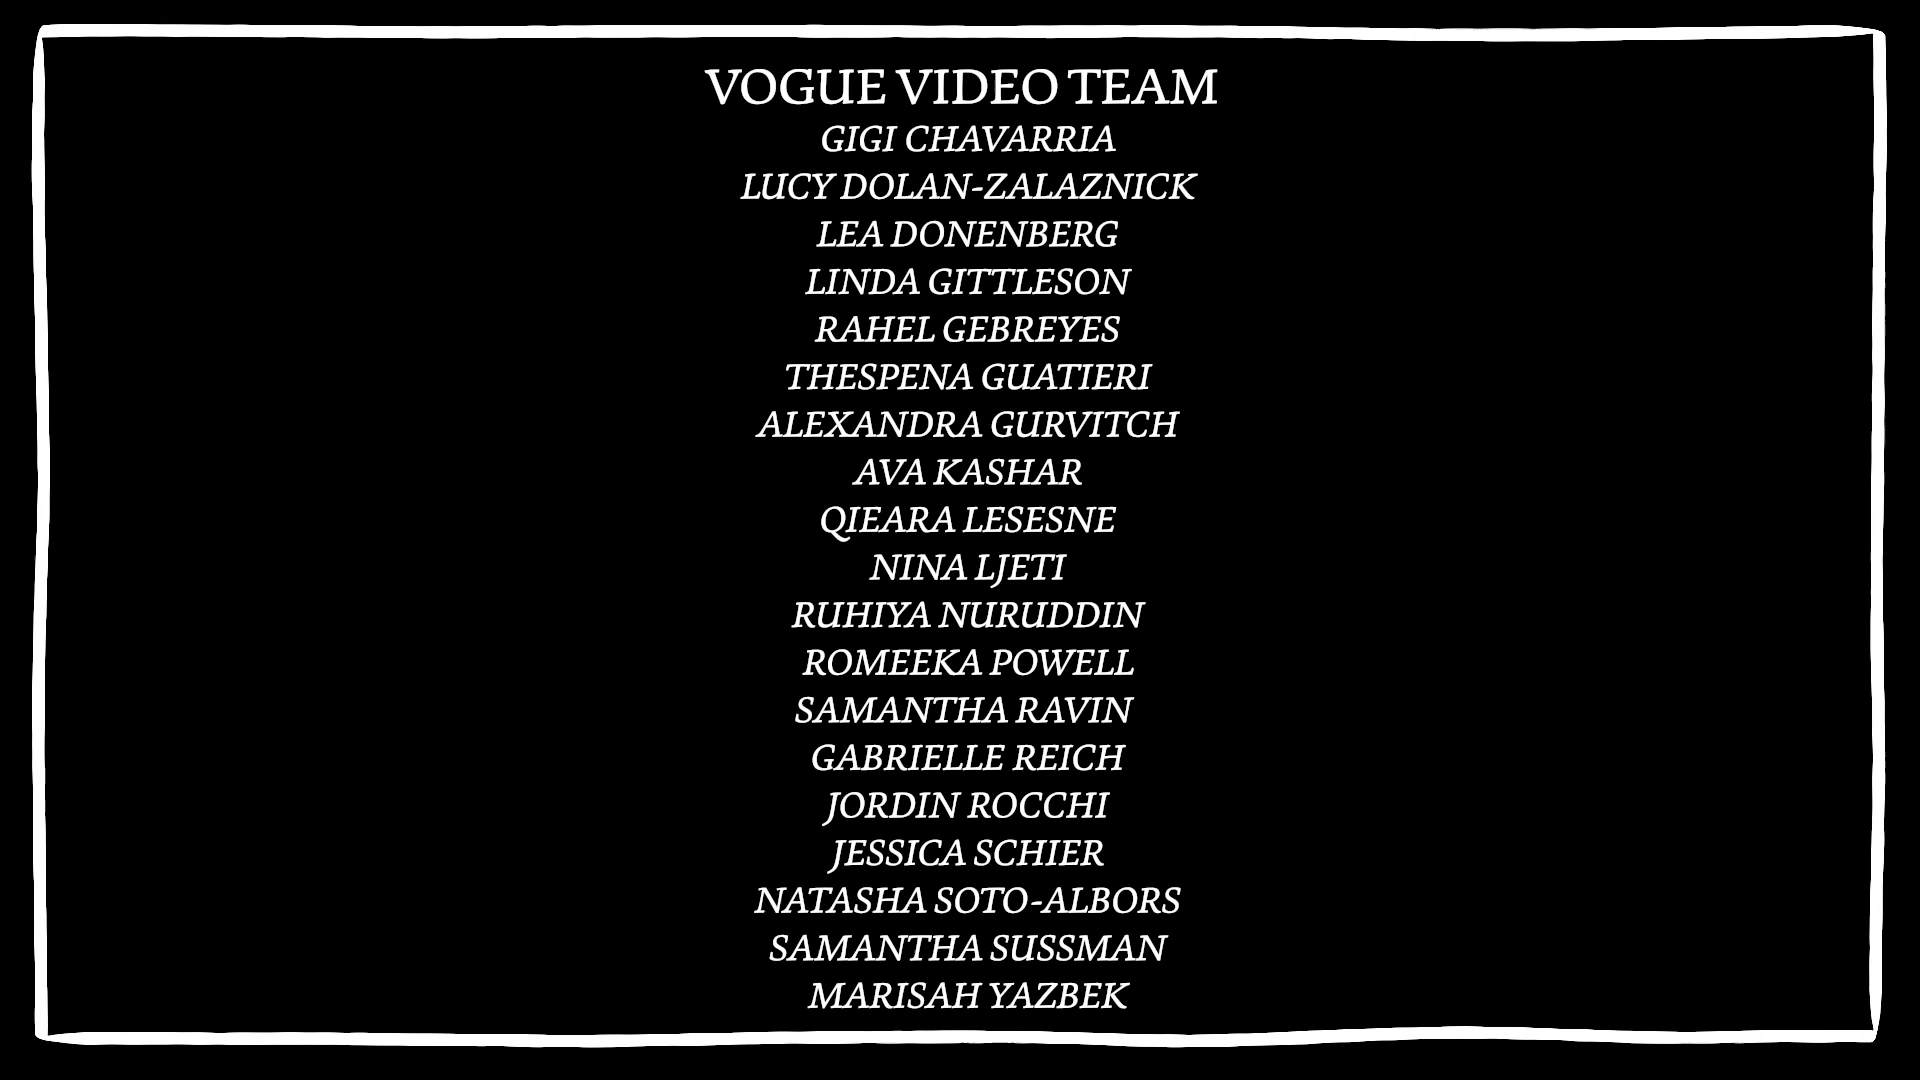 VOGUE VIDEO TEAM
GIGI CHAVARRIA
LUCY DOLAN-ZALAZNICK
LEA DONENBERG
LINDA GITTLESON
RAHEL GEBREYES
THESPENA GUATIERI
ALEXANDRA GURVITCH
AVA KASHAR
QIEARA LESESNE
NINA LJETI
RUHIYA NURUDDIN
ROMEEKA POWELL
SAMANTHA RAVIN
GABRIELLE REICH
JORDIN ROCCHI
JESSICA SCHIER
NATASHA SOTO-ALBORS
SAMANTHA SUSSMAN
MARISAH YAZBEK